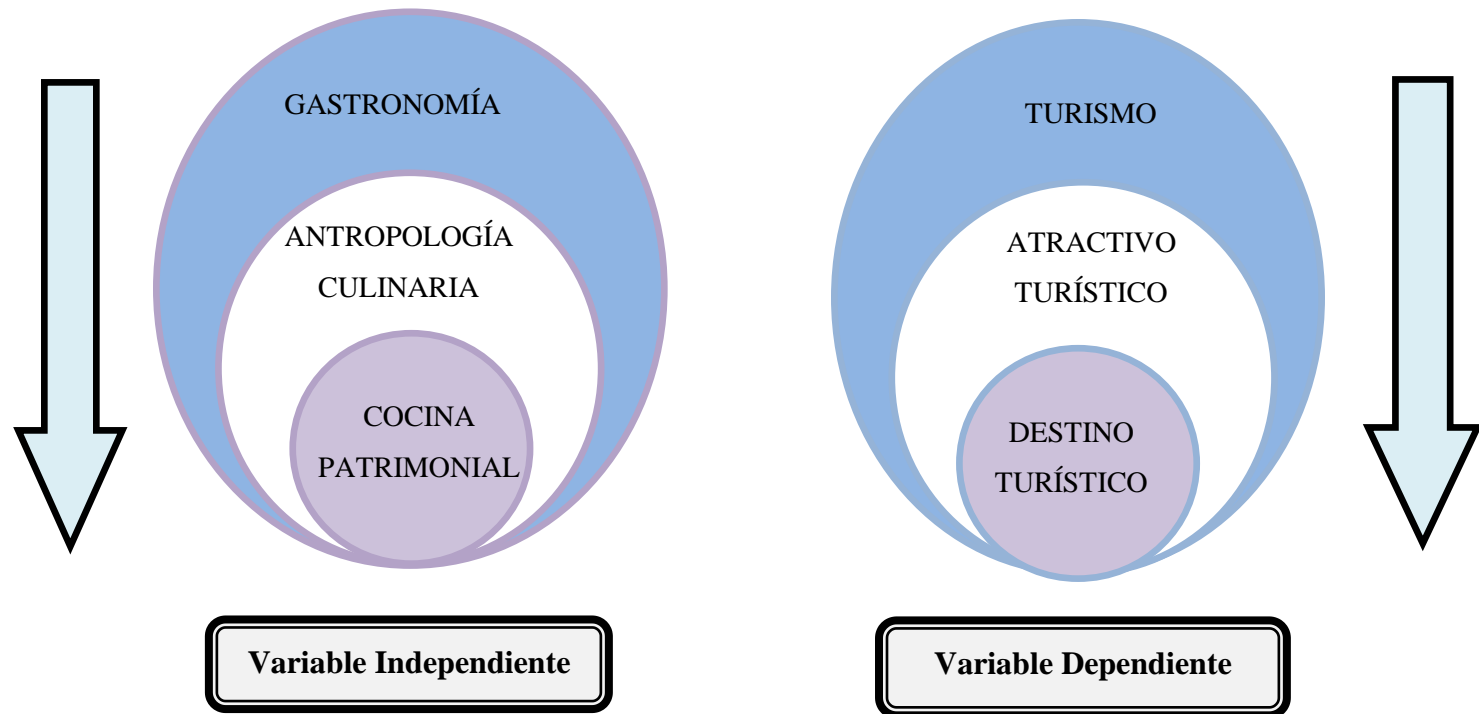 GASTRONOMÍA
ANTROPOLOGÍA
CULINARIA
COCINA
PATRIMONIAL
Variable Independiente
TURISMO
ATRACTIVO
TURÍSTICO
DESTINO
TURÍSTICO
Variable Dependiente